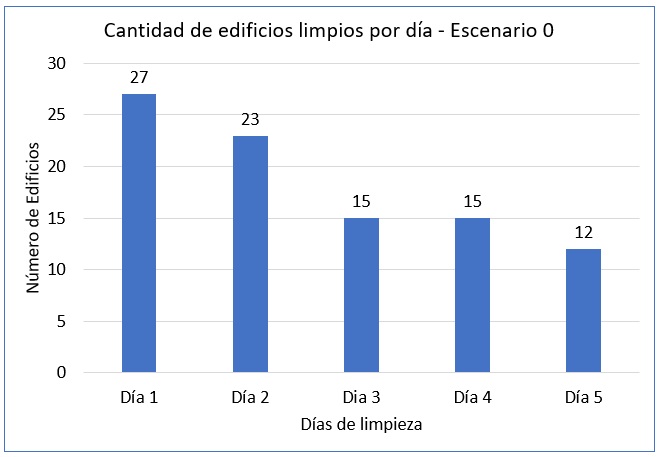 Cantidad de edificios limpios por día - Escenario 0
Número de Edificios
30
25
20
15
10
5
0
27
23
15
15
12
Día 1
Día 2
Dia 3
Día 4
Día 5
Días de limpieza